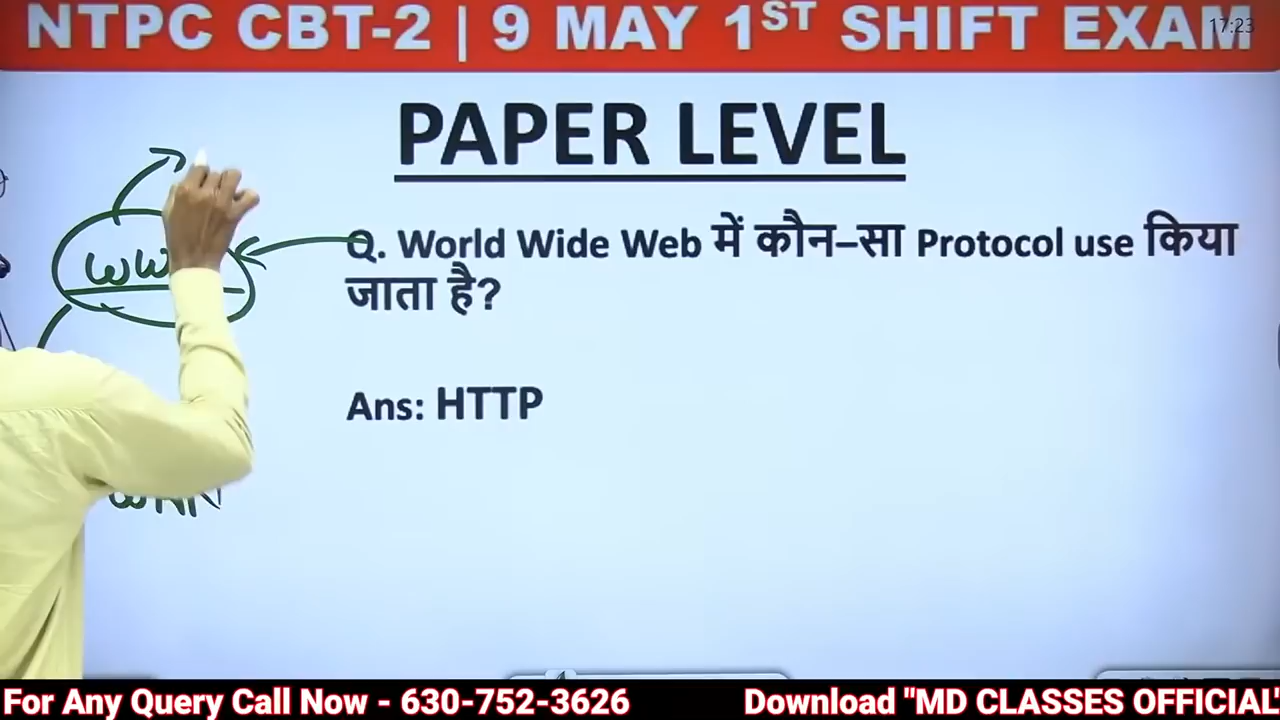 NTPC CBT-2 | 9 MAY 1ST SHIFT EXAM
17:23
PAPER LEVEL
Q. World Wide Web में कौन–सा Protocol use किया
जाता है?
Ans: HTTP
For Any Query Call Now - 630-752-3626
Download "MD CLASSES OFFICIAL"